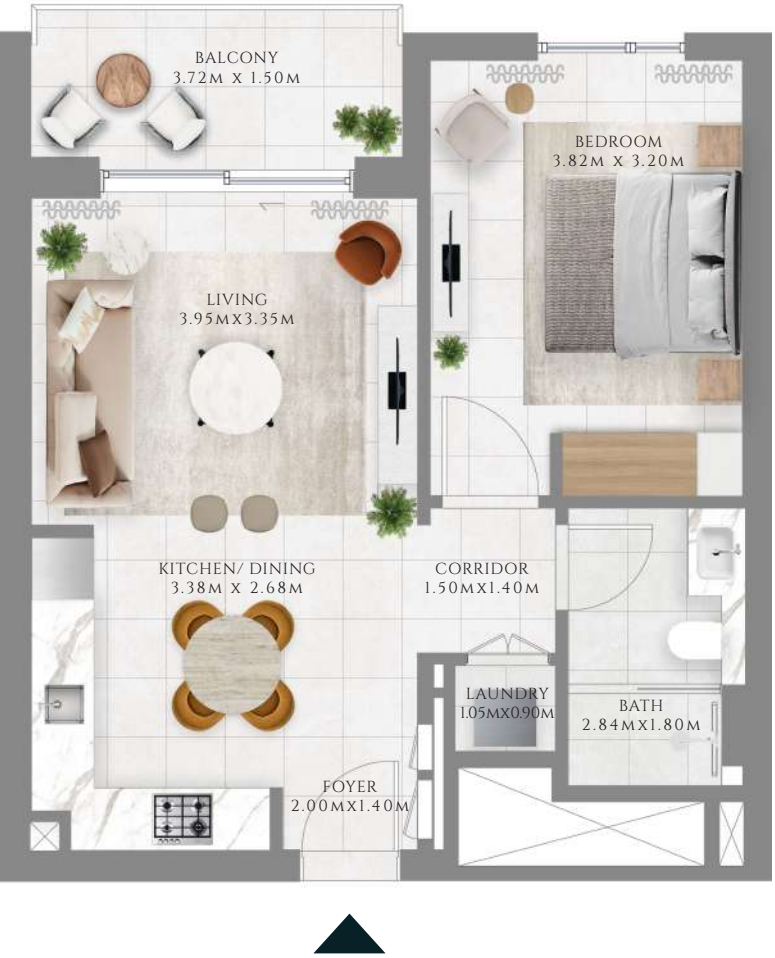 BALCONY
3.72M X 1.50M
BEDROOM
3.82M X 3.20M
LIVING
3.95MX3.35M
KITCHEN/ DINING
3.38M X 2.68M
CORRIDOR
1.50MX1.40M
LAUNDRY
1.05MX0.90M
BATH
2.84MX1.80M
FOYER
2.00MX1.40M